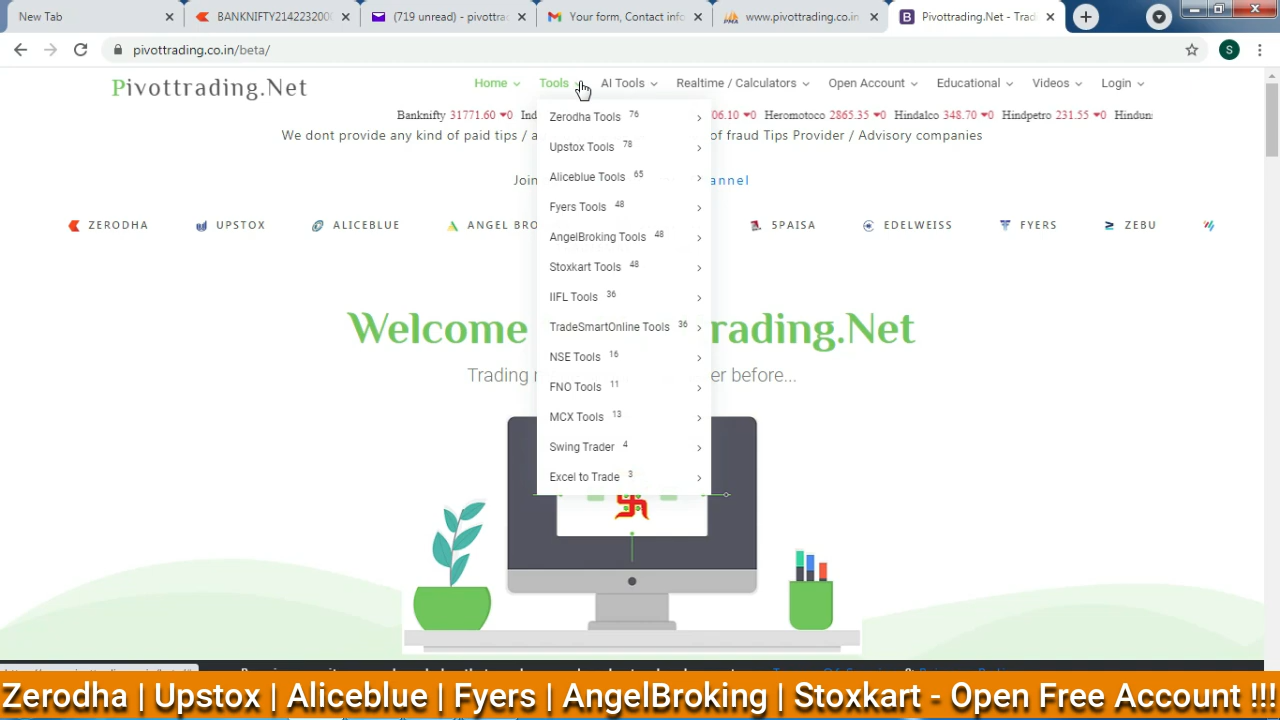 New Tab
BANKNIFTY2142232000
(719 unread) - pivottra
Your form, Contact info
www.pivottrading.co.in
Pivottrading.Net - Trad
pivottrading.co.in/beta/
S
Pivottrading.Net
Home
Tools
AI Tools
Realtime / Calculators
Open Account
Educational
Videos
Login
Banknifty 31771.60 ▼0 Ind
06.10 ▼0 Heromotoco 2865.35 ▼0 Hindalco 348.70 ▼0 Hindpetro 231.55 ▼0 Hindun
We dont provide any kind of paid tips / a
of fraud Tips Provider / Advisory companies
Join
annel
ZERODHA
UPSTOX
ALICEBLUE
ANGEL BRO
5PAISA
EDELWEISS
FYERS
ZEBU
Zerodha Tools 76
Upstox Tools 78
Aliceblue Tools 65
Fyers Tools 48
AngelBroking Tools 48
Stoxkart Tools 48
IIFL Tools 36
TradeSmartOnline Tools 36
NSE Tools 16
FNO Tools 11
MCX Tools 13
Swing Trader 4
Excel to Trade 3
Welcome
rading.Net
Trading
er before...
Zerodha | Upstox | Aliceblue | Fyers | AngelBroking | Stoxkart - Open Free Account !!!